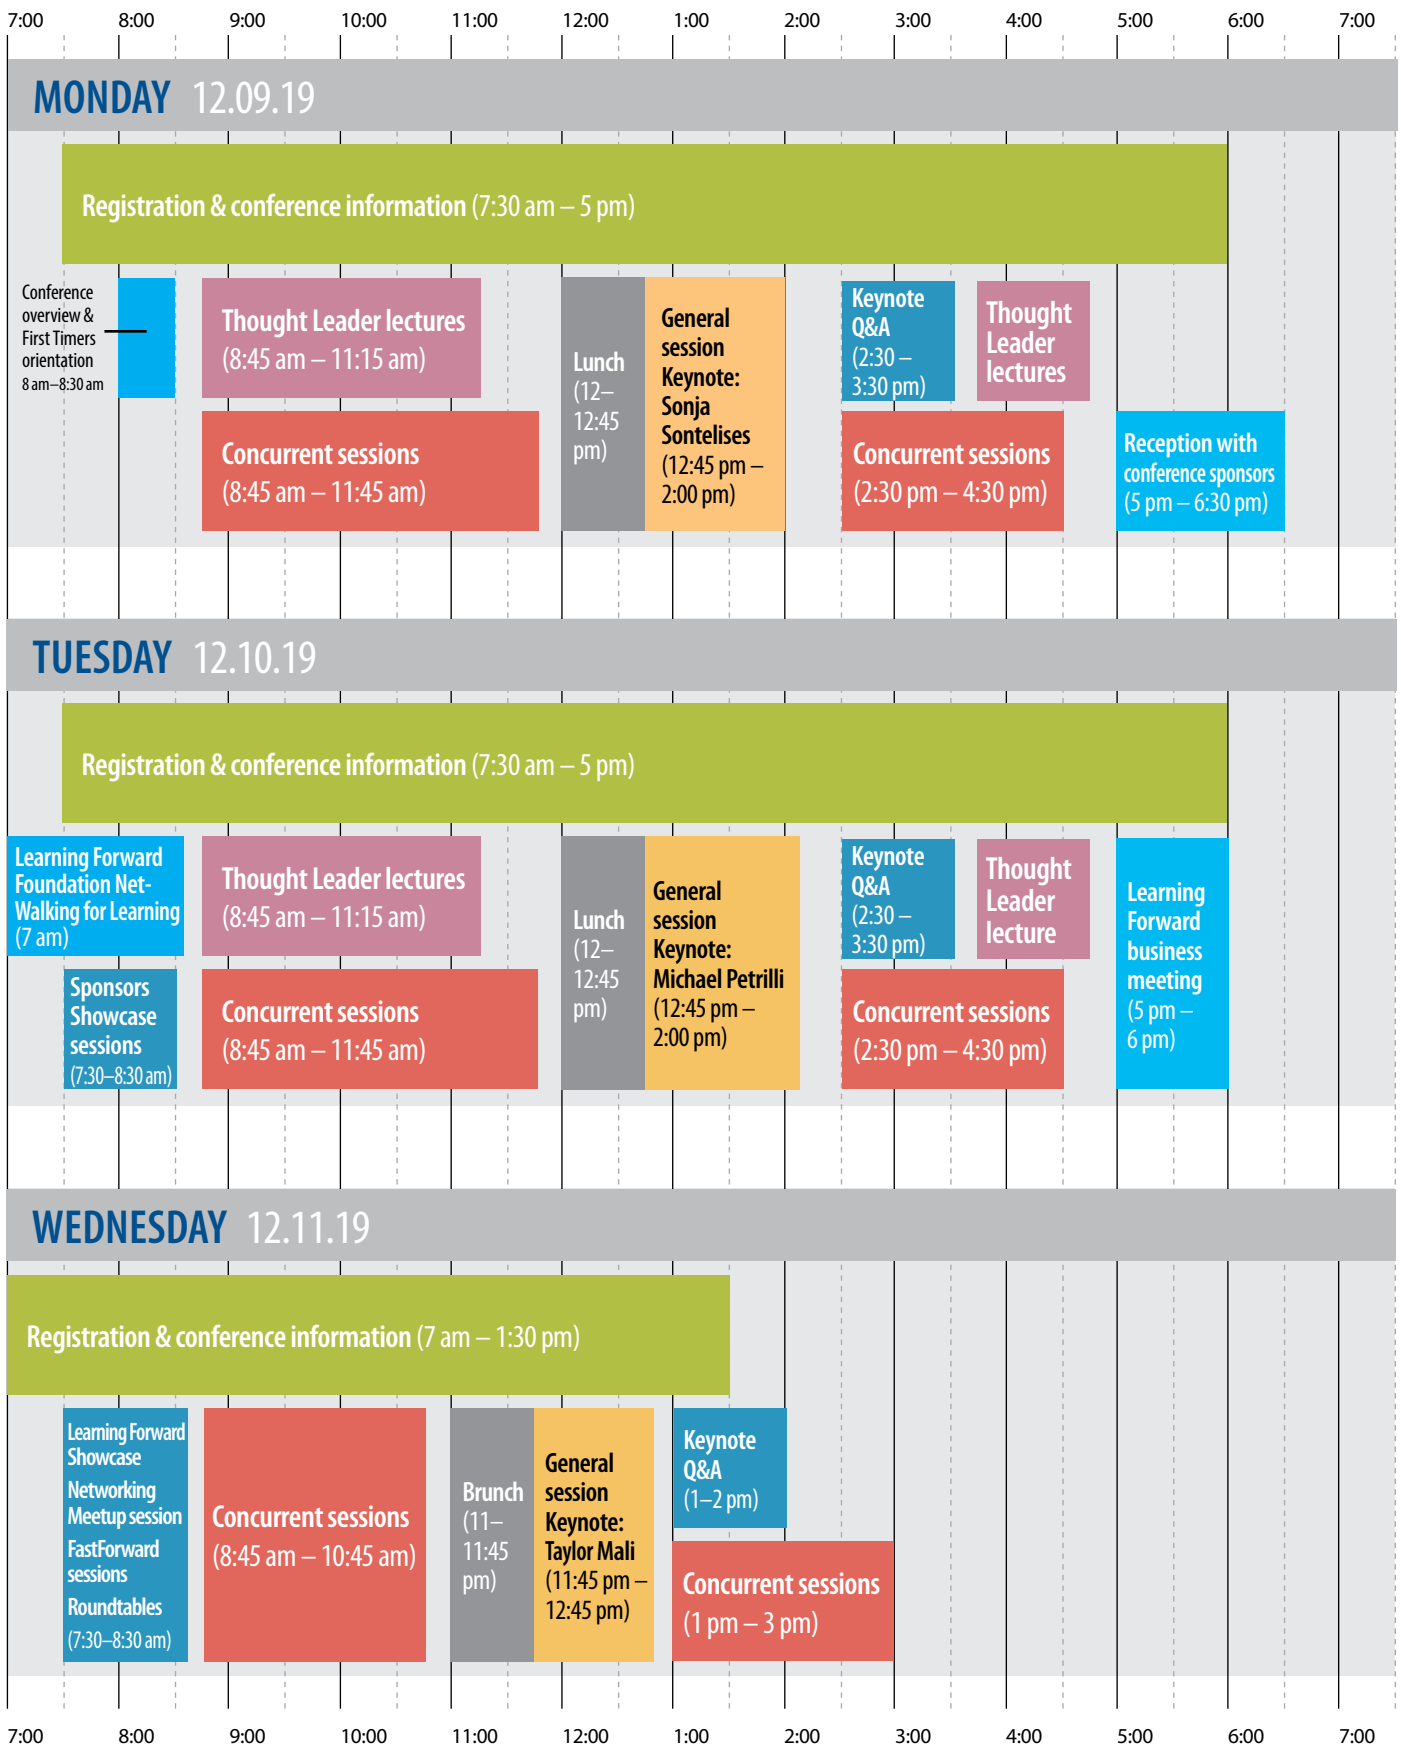 7:00 8:00 9:00 10:00 11:00 12:00 1:00 2:00 3:00 4:00 5:00 6:00 7:00
MONDAY 12.09.19
Registration & conference information (7:30 am – 5 pm)
Conference
overview &
First Timers
orientation
8 am–8:30 am
Thought Leader lectures
(8:45 am – 11:15 am)
Concurrent sessions
(8:45 am – 11:45 am)
Lunch
(12–
12:45
pm)
General
session
Keynote:
Sonja
Sontelises
(12:45 pm –
2:00 pm)
Keynote
Q&A
(2:30 –
3:30 pm)
Thought
Leader
lectures
Concurrent sessions
(2:30 pm – 4:30 pm)
Reception with
conference sponsors
(5 pm – 6:30 pm)
TUESDAY 12.10.19
Registration & conference information (7:30 am – 5 pm)
Learning Forward
Foundation Net-
Walking for Learning
(7 am)
Sponsors
Showcase
sessions
(7:30–8:30 am)
Thought Leader lectures
(8:45 am – 11:15 am)
Concurrent sessions
(8:45 am – 11:45 am)
Lunch
(12–
12:45
pm)
General
session
Keynote:
Michael Petrilli
(12:45 pm –
2:00 pm)
Keynote
Q&A
(2:30 –
3:30 pm)
Thought
Leader
lecture
Concurrent sessions
(2:30 pm – 4:30 pm)
Learning
Forward
business
meeting
(5 pm –
6 pm)
WEDNESDAY 12.11.19
Registration & conference information (7 am – 1:30 pm)
Learning Forward
Showcase
Networking
Meetup session
FastForward
sessions
Roundtables
(7:30–8:30 am)
Concurrent sessions
(8:45 am – 10:45 am)
Brunch
(11–
11:45
pm)
General
session
Keynote:
Taylor Mali
(11:45 pm –
12:45 pm)
Keynote
Q&A
(1–2 pm)
Concurrent sessions
(1 pm – 3 pm)
7:00 8:00 9:00 10:00 11:00 12:00 1:00 2:00 3:00 4:00 5:00 6:00 7:00